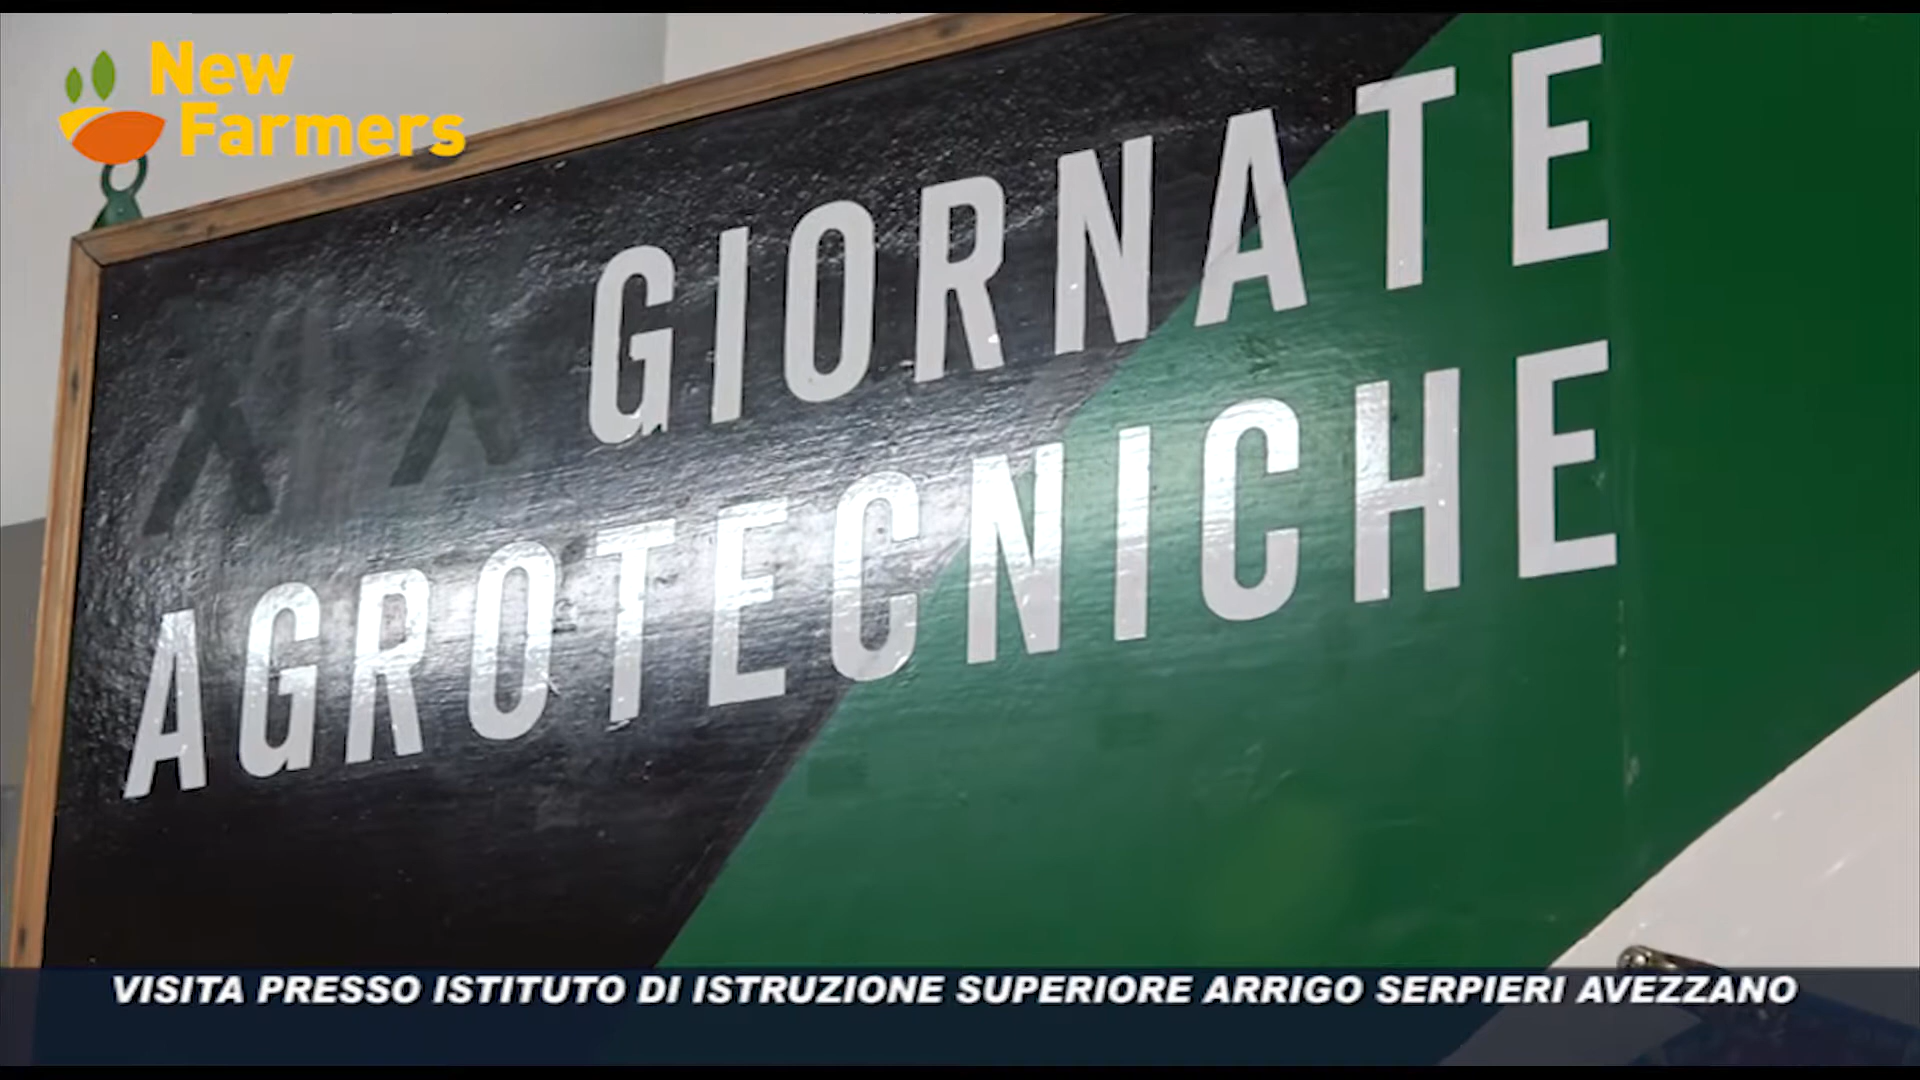 New
Farmers
GIORNATE
AGROTECNICHE
VISITA PRESSO ISTITUTO DI ISTRUZIONE SUPERIORE ARRIGO SERPIERI AVEZZANO